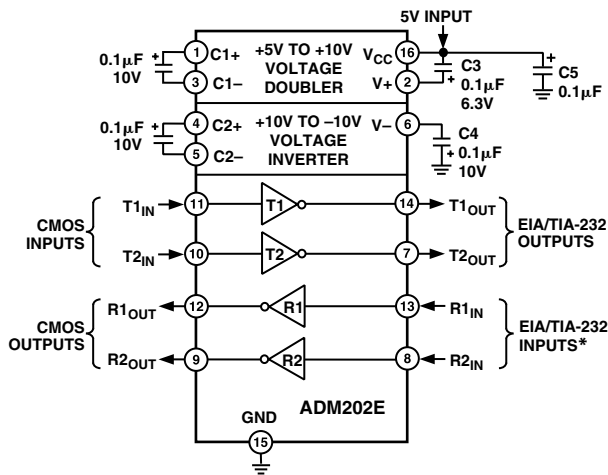 5V INPUT
0.1μF
10V
1 C1+
3 C1–
+5V TO +10V
VOLTAGE
DOUBLER
VCC 16
V+ 2
+ C3
0.1μF
6.3V
+ C5
0.1μF
0.1μF
10V
4 C2+
5 C2–
+10V TO –10V
VOLTAGE
INVERTER
V– 6
C4
+ 0.1μF
10V
CMOS
INPUTS
T1IN 11 T1 14 T1OUT
T2IN 10 T2 7 T2OUT
EIA/TIA-232
OUTPUTS
CMOS
OUTPUTS
R1OUT 12 R1 13 R1IN
R2OUT 9 R2 8 R2IN
EIA/TIA-232
INPUTS*
GND
15
ADM202E